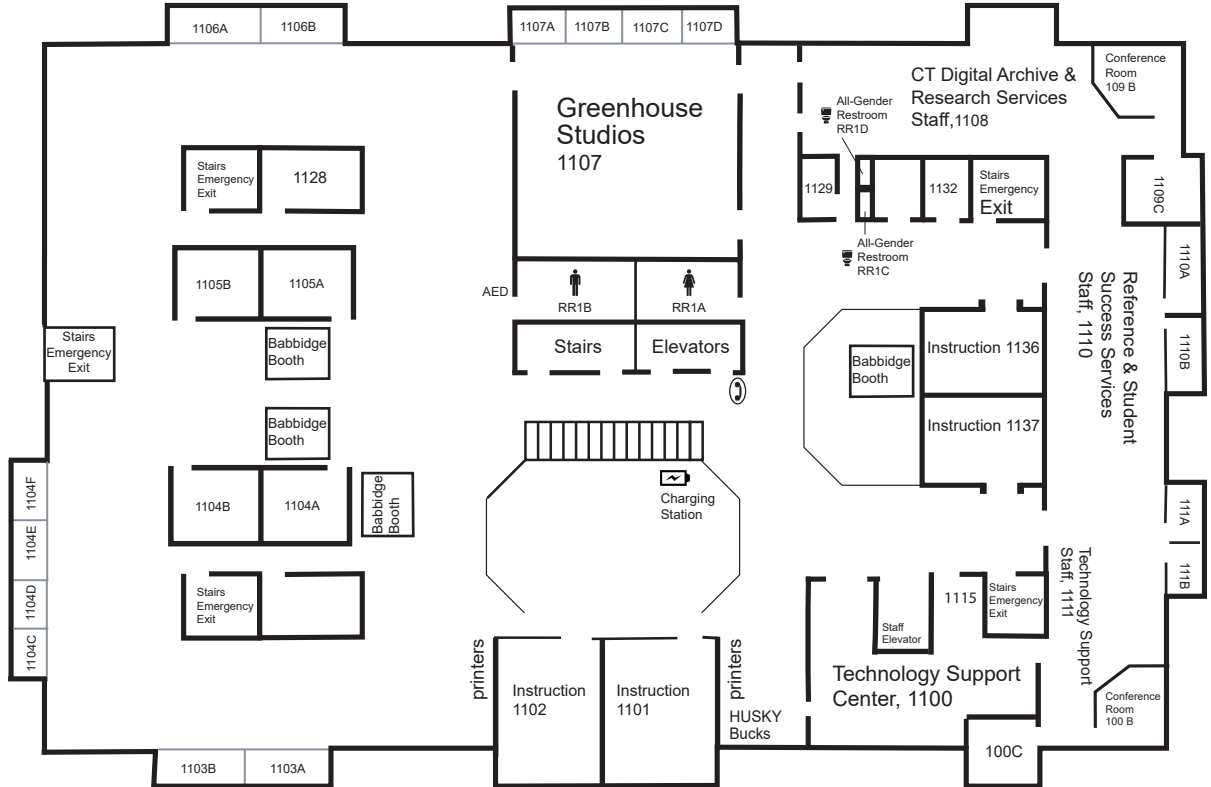 1106A
1106B
1107A
1107B
1107C
1107D
Greenhouse
Studios
1107
CT Digital Archive &
Research Services
Staff,1108
Conference
Room
109 B
All-Gender
Restroom
RR1D
Stairs
Emergency
Exit
1128
1129
1132
Stairs
Emergency
Exit
1109C
All-Gender
Restroom
RR1C
1105B
1105A
AED
RR1B
RR1A
1110A
Reference & Student
Success Services
Staff, 1110
Stairs
Emergency
Exit
Babbidge
Booth
Stairs
Elevators
Babbidge
Booth
Instruction 1136
1110B
Babbidge
Booth
Instruction 1137
1104F
1104E
1104D
1104C
1104B
1104A
Babbidge
Booth
Charging
Station
111A
111B
Technology Support
Staff, 1111
Stairs
Emergency
Exit
1115
Stairs
Emergency
Exit
Staff
Elevator
printers
Instruction
1102
Instruction
1101
printers
HUSKY
Bucks
Technology Support
Center, 1100
Conference
Room
100 B
100C
1103B
1103A